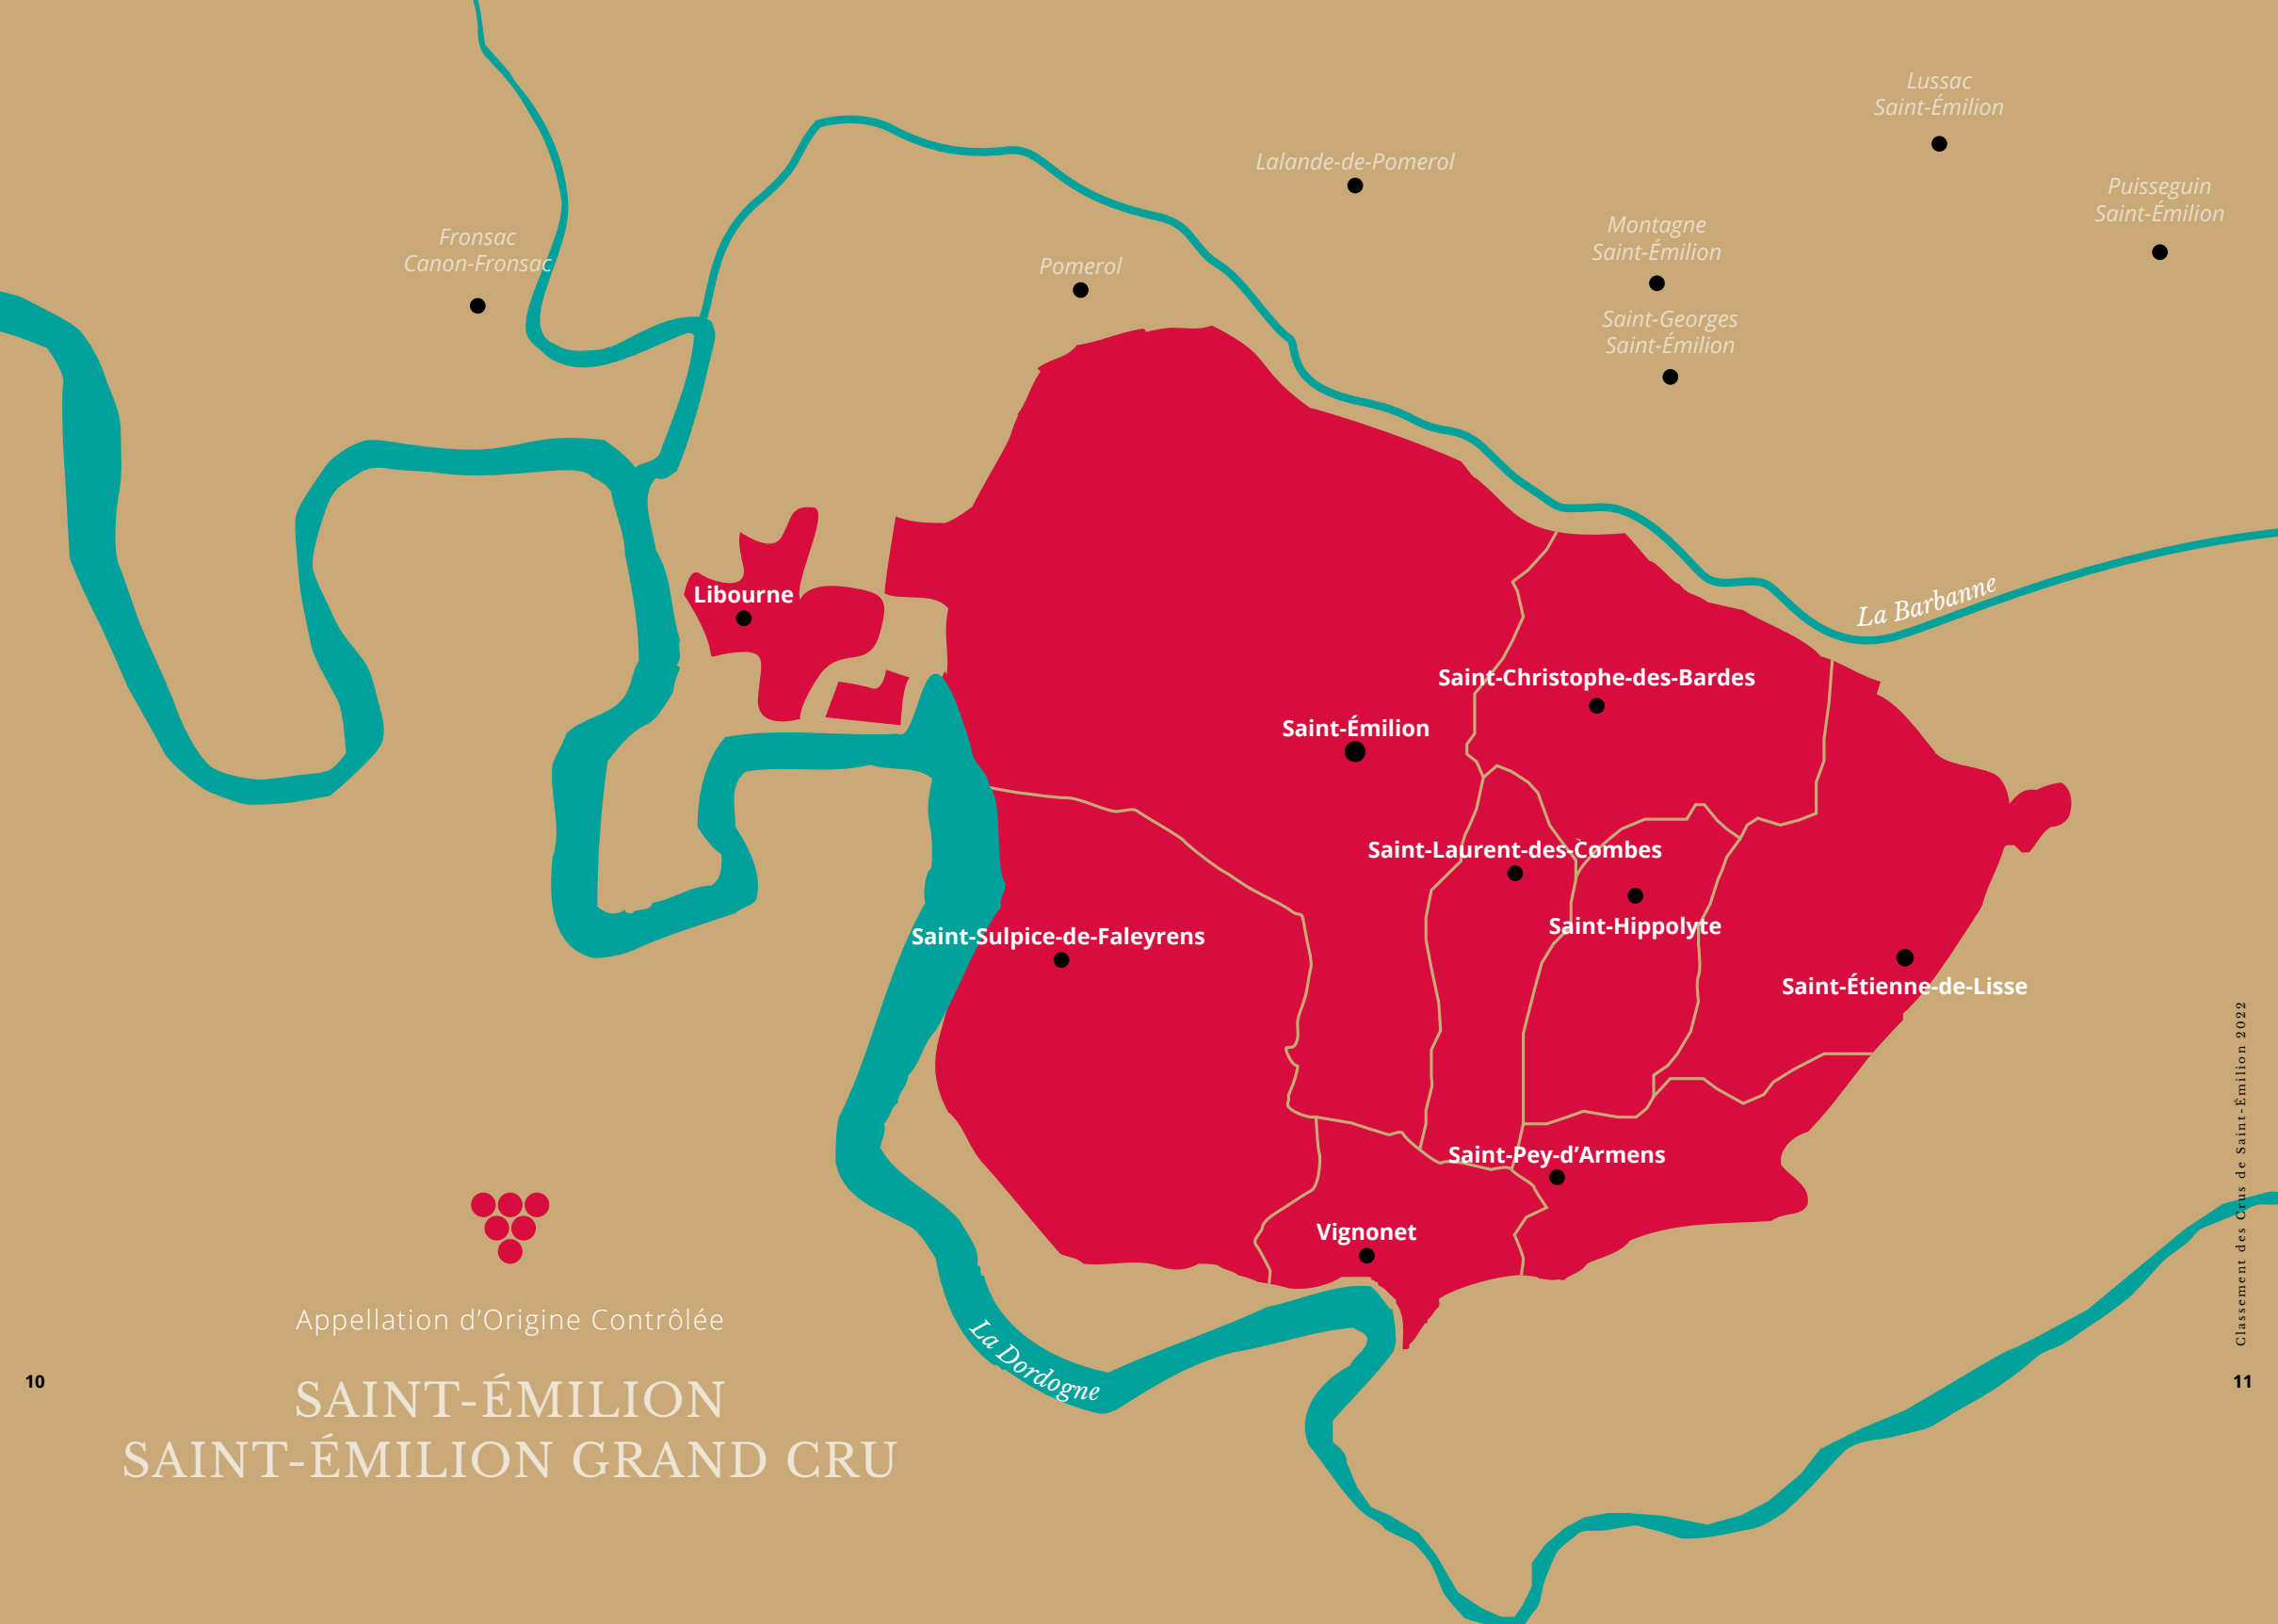 Lussac
Saint-Émilion
Lalande-de-Pomerol
Puisseguin
Saint-Émilion
Montagne
Saint-Émilion
Fronsac
Canon-Fronsac
Pomerol
Saint-Georges
Saint-Émilion
La Barbanne
Libourne
Saint-Christophe-des-Bardes
Saint-Émilion
Saint-Laurent-des-Combes
Saint-Hippolyte
Saint-Sulpice-de-Faleyrens
Saint-Étienne-de-Lisse
Saint-Pey-d’Armens
Vignonet
La Dordogne
Appellation d’Origine Contrôlée
SAINT-ÉMILION
SAINT-ÉMILION GRAND CRU
10
Classement des Crus de Saint-Émilion 2022
11